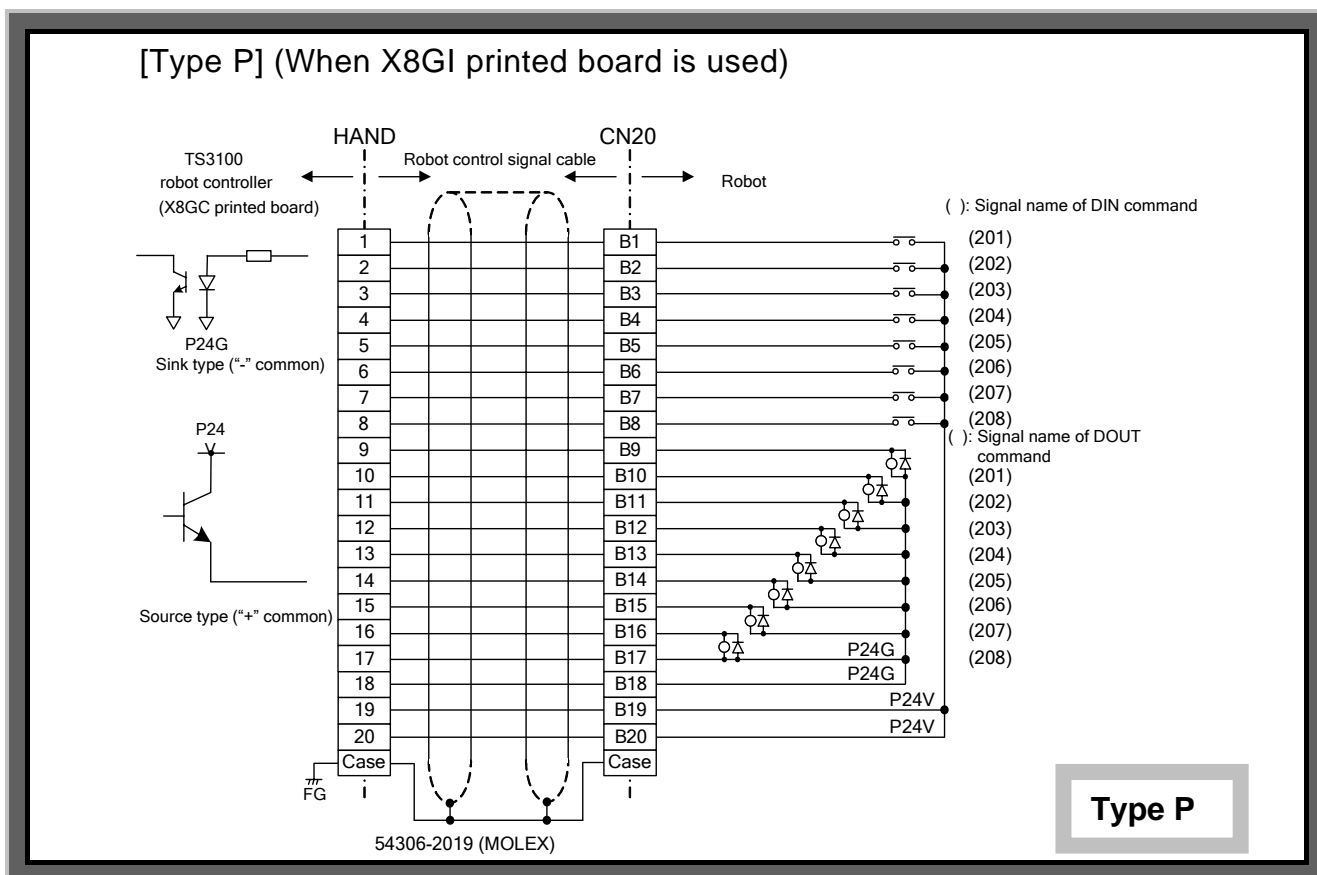 [Type P] (When X8GI printed board is used)
HAND
CN20
TS3100
robot controller
(X8GC printed board)
Robot control signal cable
Robot
( ): Signal name of DIN command
1 B1 (201)
2 B2 (202)
3 B3 (203)
4 B4 (204)
5 B5 (205)
6 B6 (206)
7 B7 (207)
8 B8 (208)
P24G
Sink type (“-” common)
( ): Signal name of DOUT
command
9 B9
10 B10 (201)
11 B11 (202)
12 B12 (203)
13 B13 (204)
14 B14 (205)
15 B15 (206)
16 B16 (207)
17 B17 P24G (208)
18 B18 P24G
19 B19 P24V
20 B20 P24V
Case Case
P24
V
Source type (“+” common)
FG
54306-2019 (MOLEX)
Type P